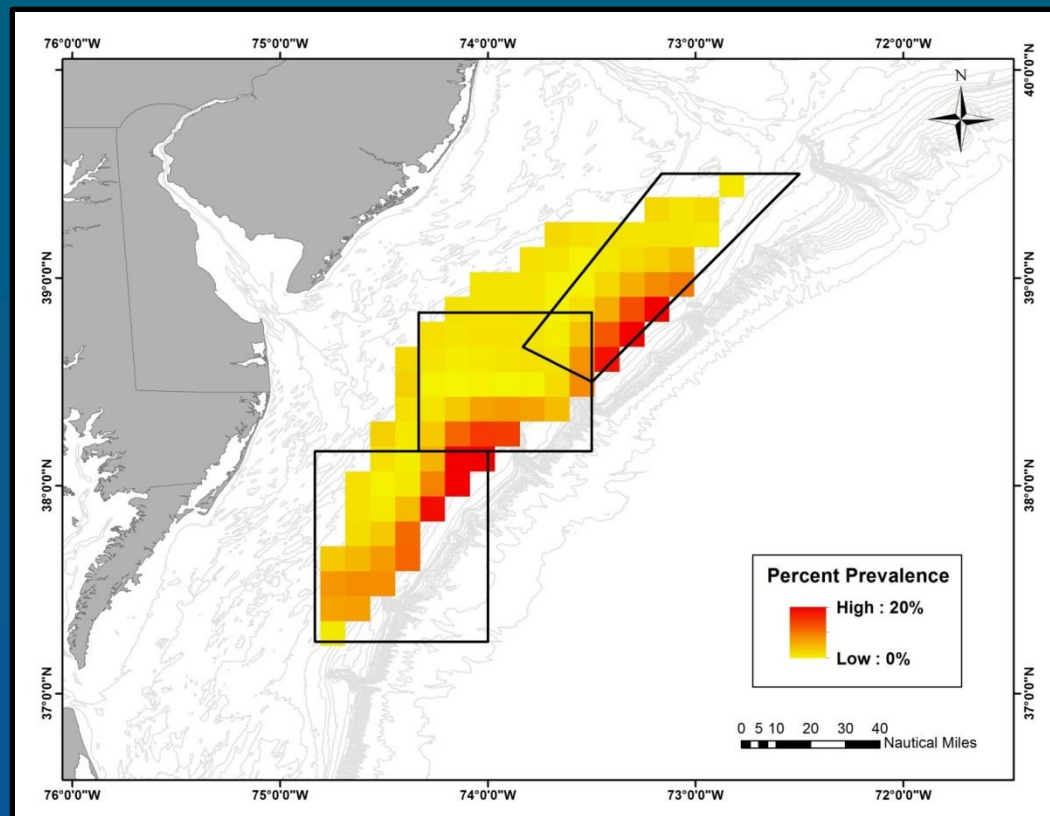 76°0'0"W 75°0'0"W 74°0'0"W 73°0'0"W 72°0'0"W
40°0'0"N
N
39°0'0"N 39°0'0"N
38°0'0"N 38°0'0"N
37°0'0"N 37°0'0"N
Percent Prevalence
High : 20%
Low : 0%
0 5 10 20 30 40
Nautical Miles
76°0'0"W 75°0'0"W 74°0'0"W 73°0'0"W 72°0'0"W